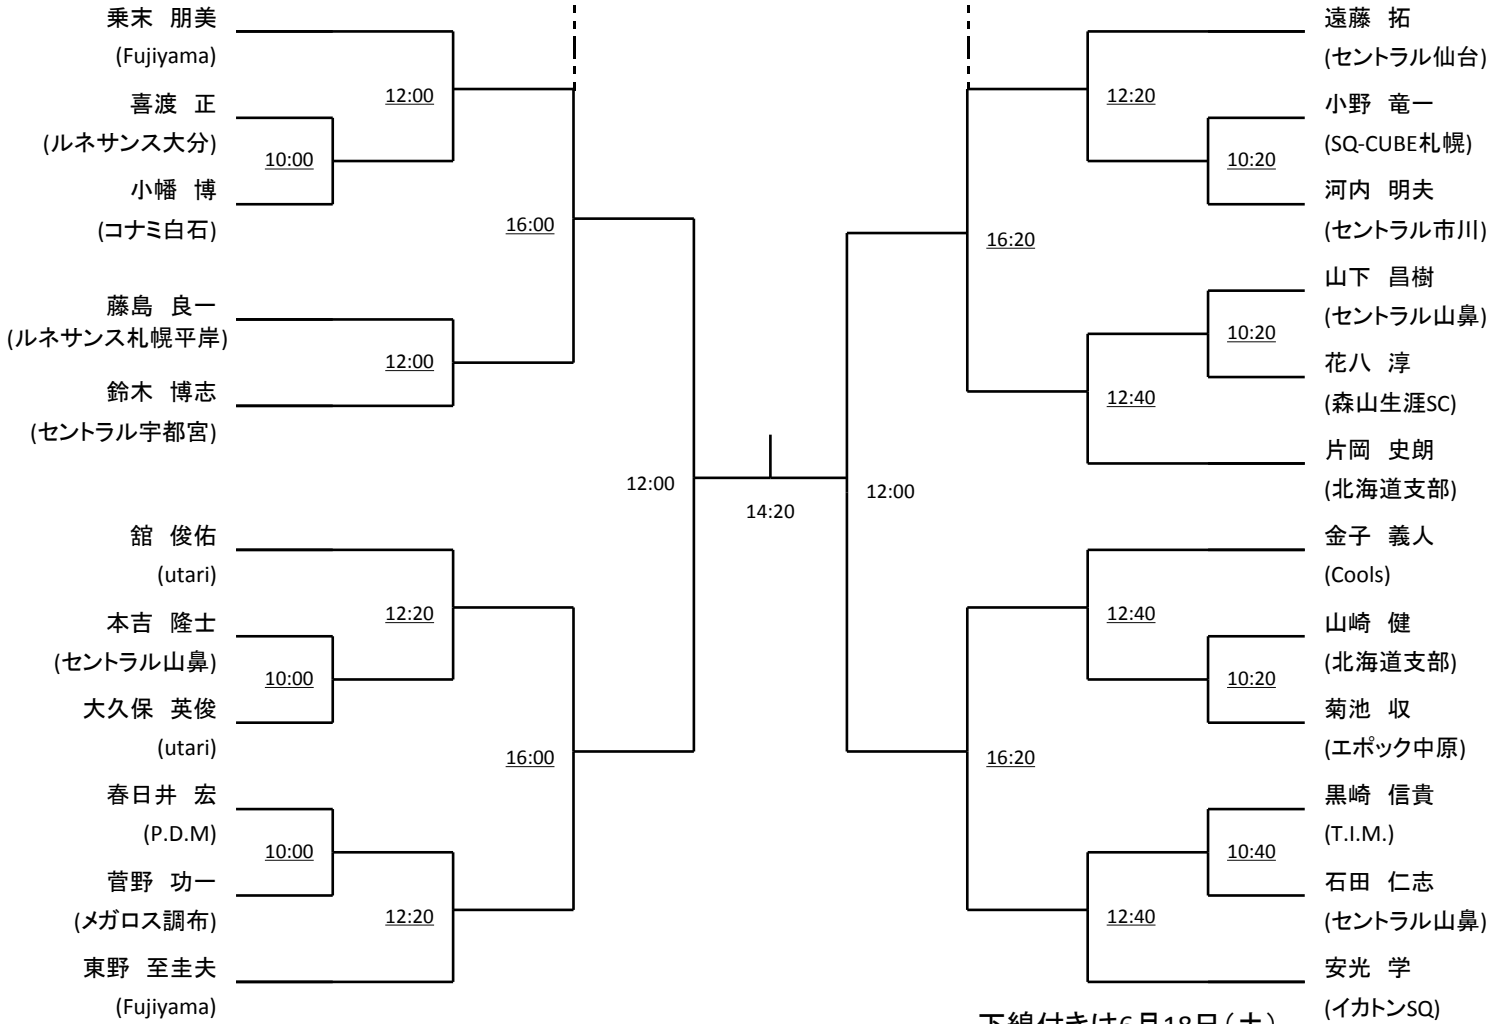 乗末 朋美
(Fujiyama)
12:00
喜渡 正
(ルネサンス大分)
10:00
小幡 博
(コナミ白石)
16:00
藤島 良一
(ルネサンス札幌平岸)
12:00
鈴木 博志
(セントラル宇都宮)
12:00
14:20
舘 俊佑
(utari)
12:20
本吉 隆士
(セントラル山鼻)
10:00
大久保 英俊
(utari)
16:00
春日井 宏
(P.D.M)
10:00
菅野 功一
(メガロス調布)
12:20
東野 至圭夫
(Fujiyama)
遠藤 拓
(セントラル仙台)
12:20
小野 竜一
(SQ-CUBE札幌)
10:20
河内 明夫
(セントラル市川)
16:20
山下 昌樹
(セントラル山鼻)
10:20
花八 淳
(森山生涯SC)
12:40
片岡 史朗
(北海道支部)
12:00
金子 義人
(Cools)
12:40
山崎 健
(北海道支部)
10:20
菊池 収
(エポック中原)
16:20
黒崎 信貴
(T.I.M.)
10:40
石田 仁志
(セントラル山鼻)
12:40
安光 学
(イカトンSQ)
下線付きは6月18日(土)